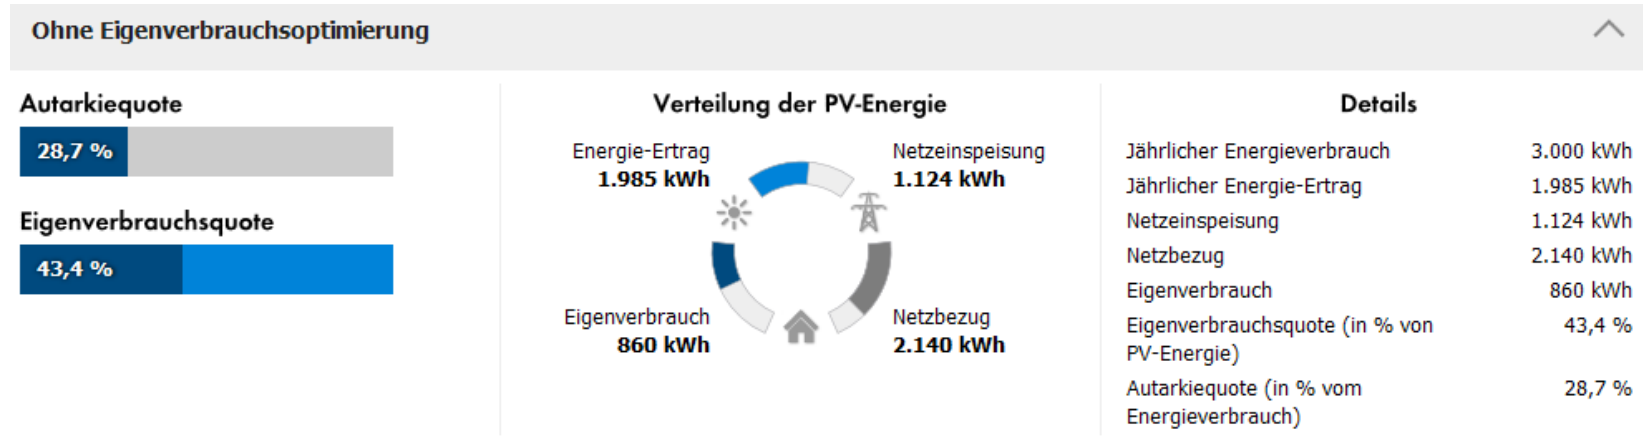 Ohne Eigenverbrauchsoptimierung
Autarkiequote
28,7 %
Eigenverbrauchsquote
43,4 %
Verteilung der PV-Energie
Energie-Ertrag
1.985 kWh
Netzeinspeisung
1.124 kWh
Eigenverbrauch
860 kWh
Netzbezug
2.140 kWh
Details
Jährlicher Energieverbrauch 3.000 kWh
Jährlicher Energie-Ertrag 1.985 kWh
Netzeinspeisung 1.124 kWh
Netzbezug 2.140 kWh
Eigenverbrauch 860 kWh
Eigenverbrauchsquote (in % von 43,4 %
PV-Energie)
Autarkiequote (in % vom 28,7 %
Energieverbrauch)